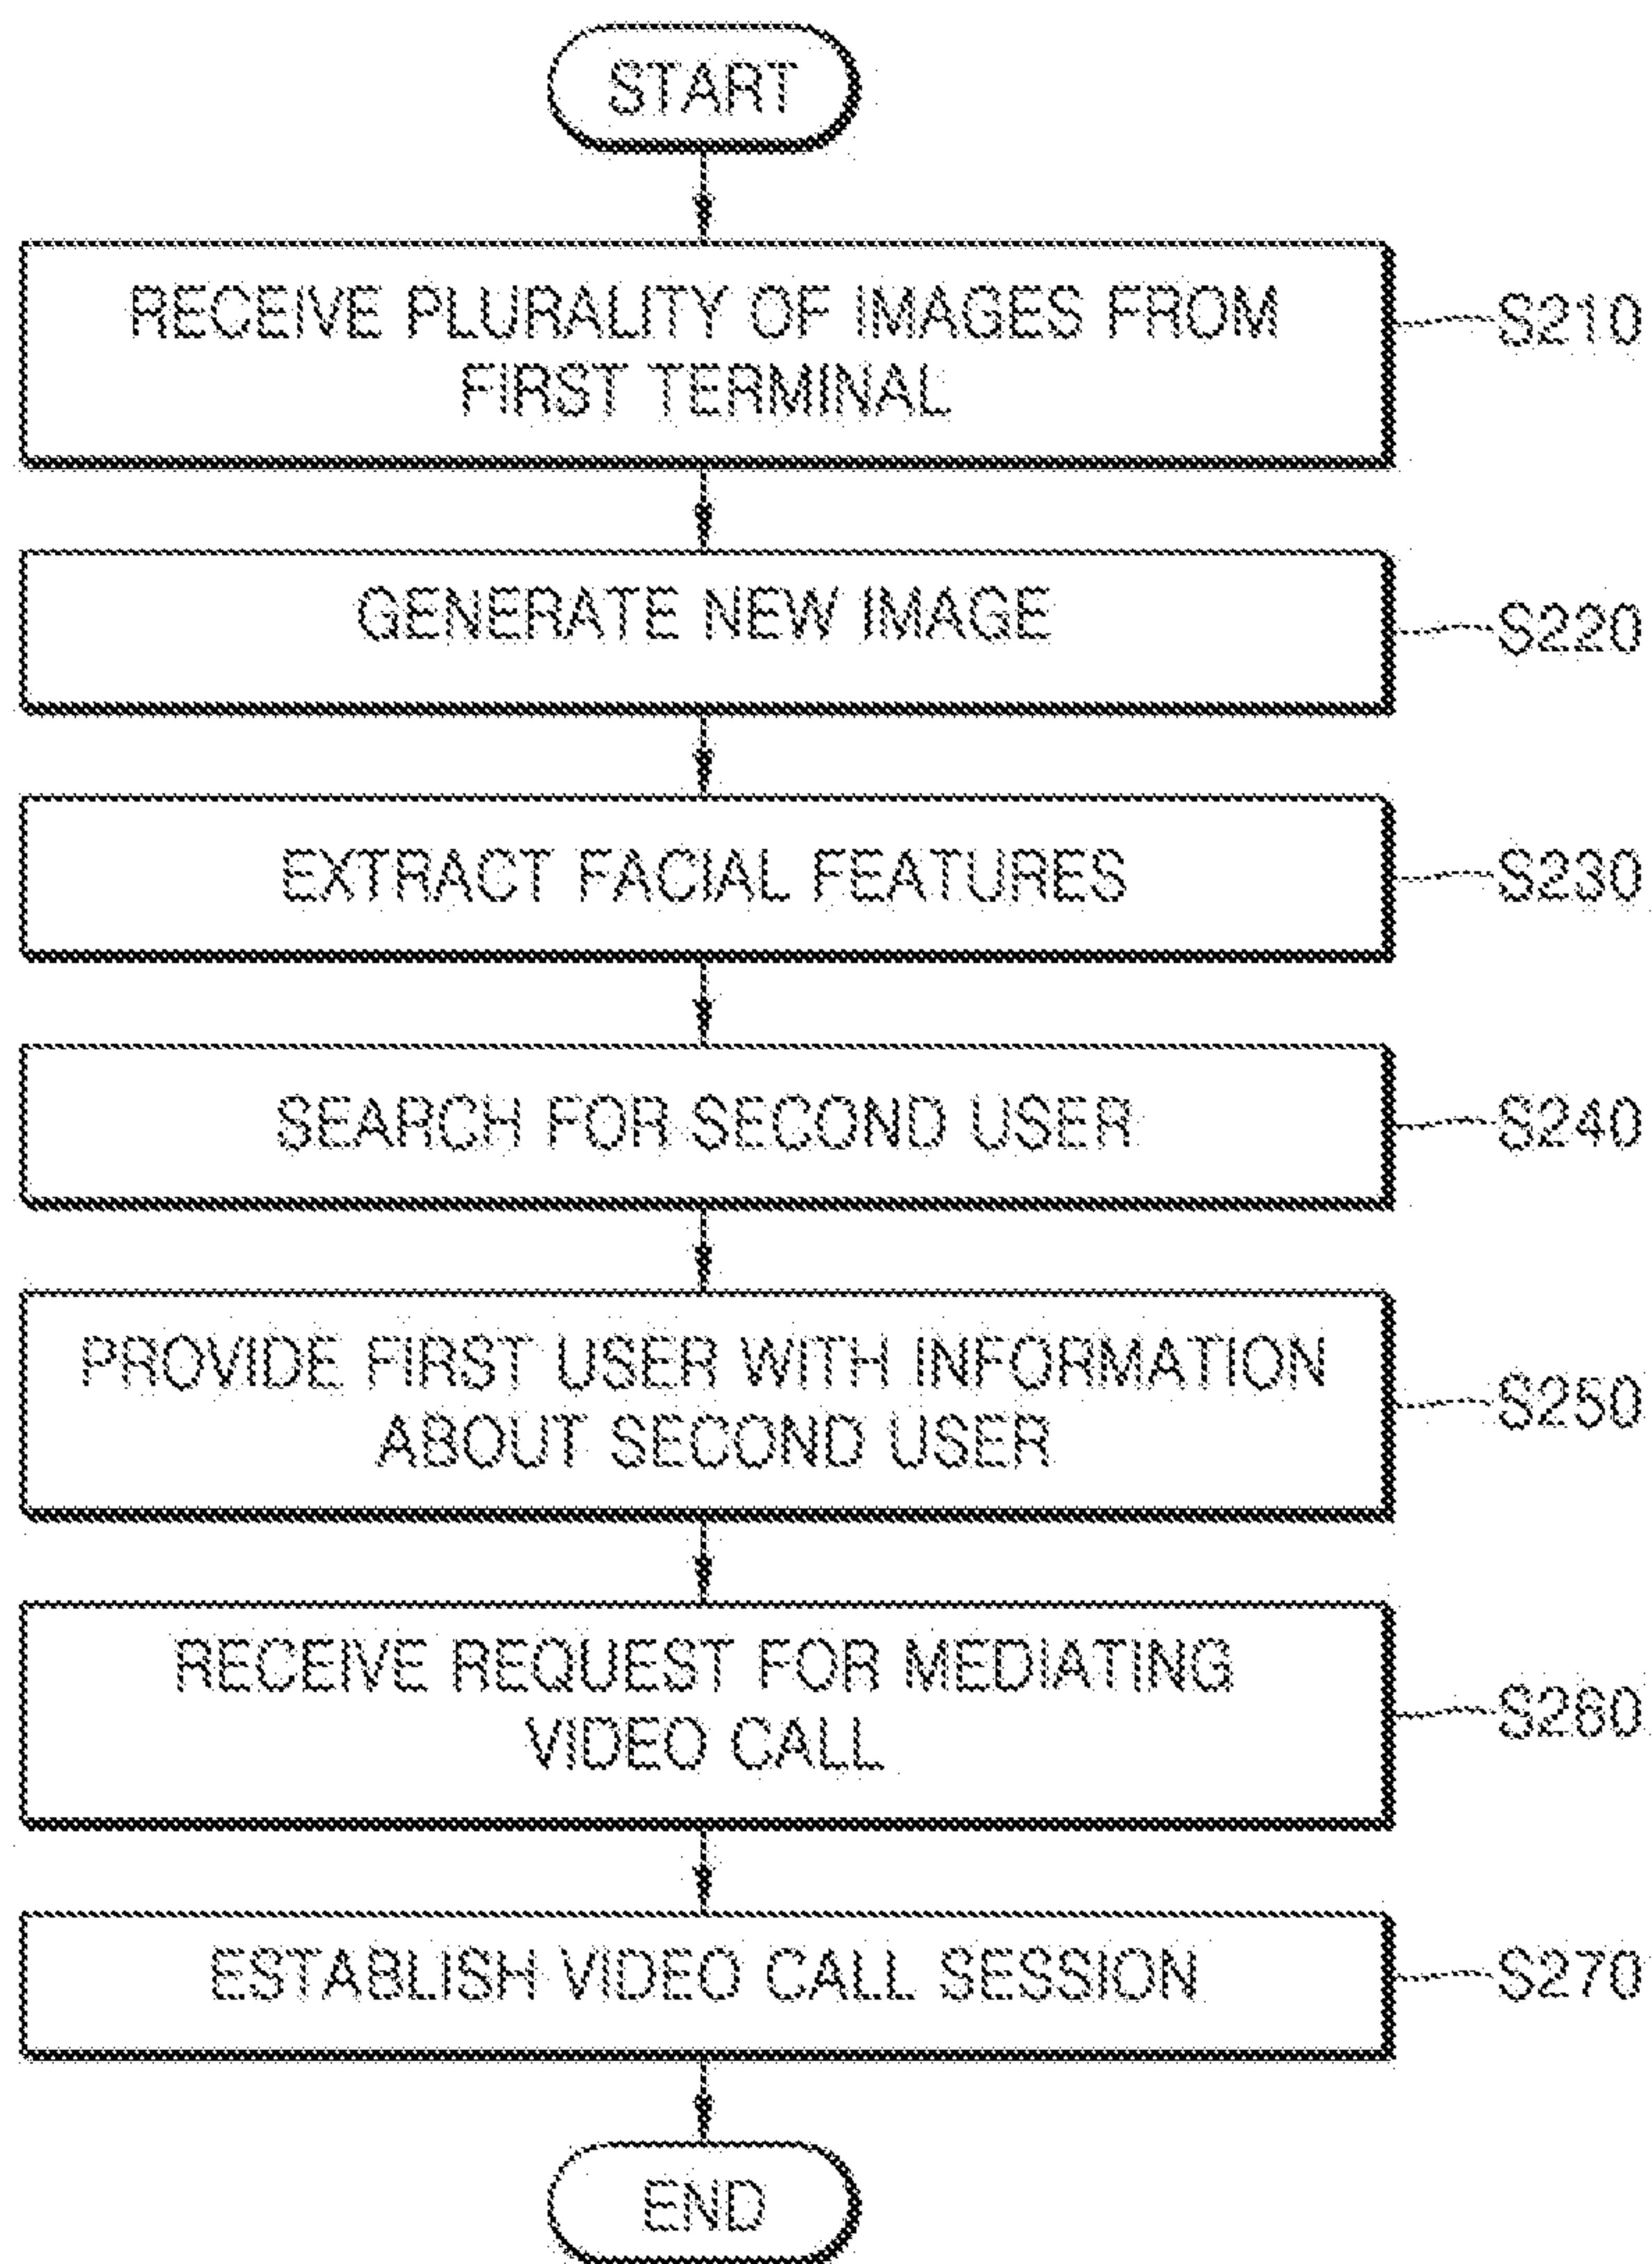 START
RECEIVE PLURALITY OF IMAGES FROM
FIRST TERMINAL
S210
GENERATE NEW IMAGE
S220
EXTRACT FACIAL FEATURES
S230
SEARCH FOR SECOND USER
S240
PROVIDE FIRST USER WITH INFORMATION
ABOUT SECOND USER
S250
RECEIVE REQUEST FOR MEDIATING
VIDEO CALL
S260
ESTABLISH VIDEO CALL SESSION
S270
END